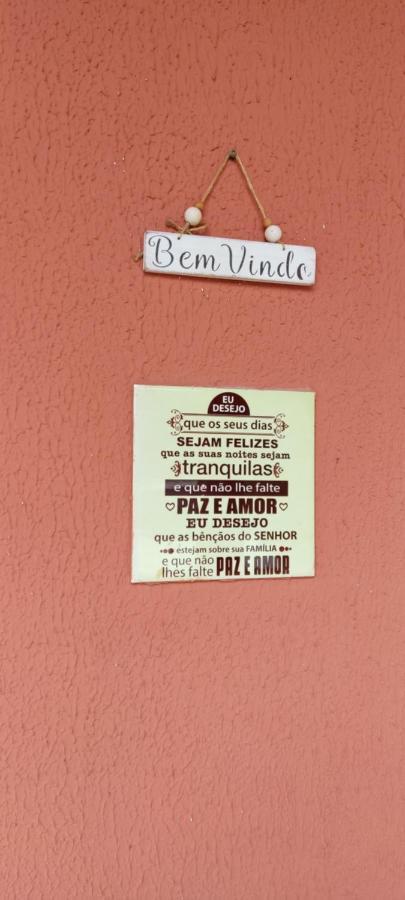 Bem Vindo
EU
DESEJO
que os seus dias
SEJAM FELIZES
que as suas noites sejam
tranquilas
e que não lhe falte
PAZ E AMOR
EU DESEJO
que as bênçãos do SENHOR
estejam sobre sua FAMÍLIA
e que não
lhes falte PAZ E AMOR